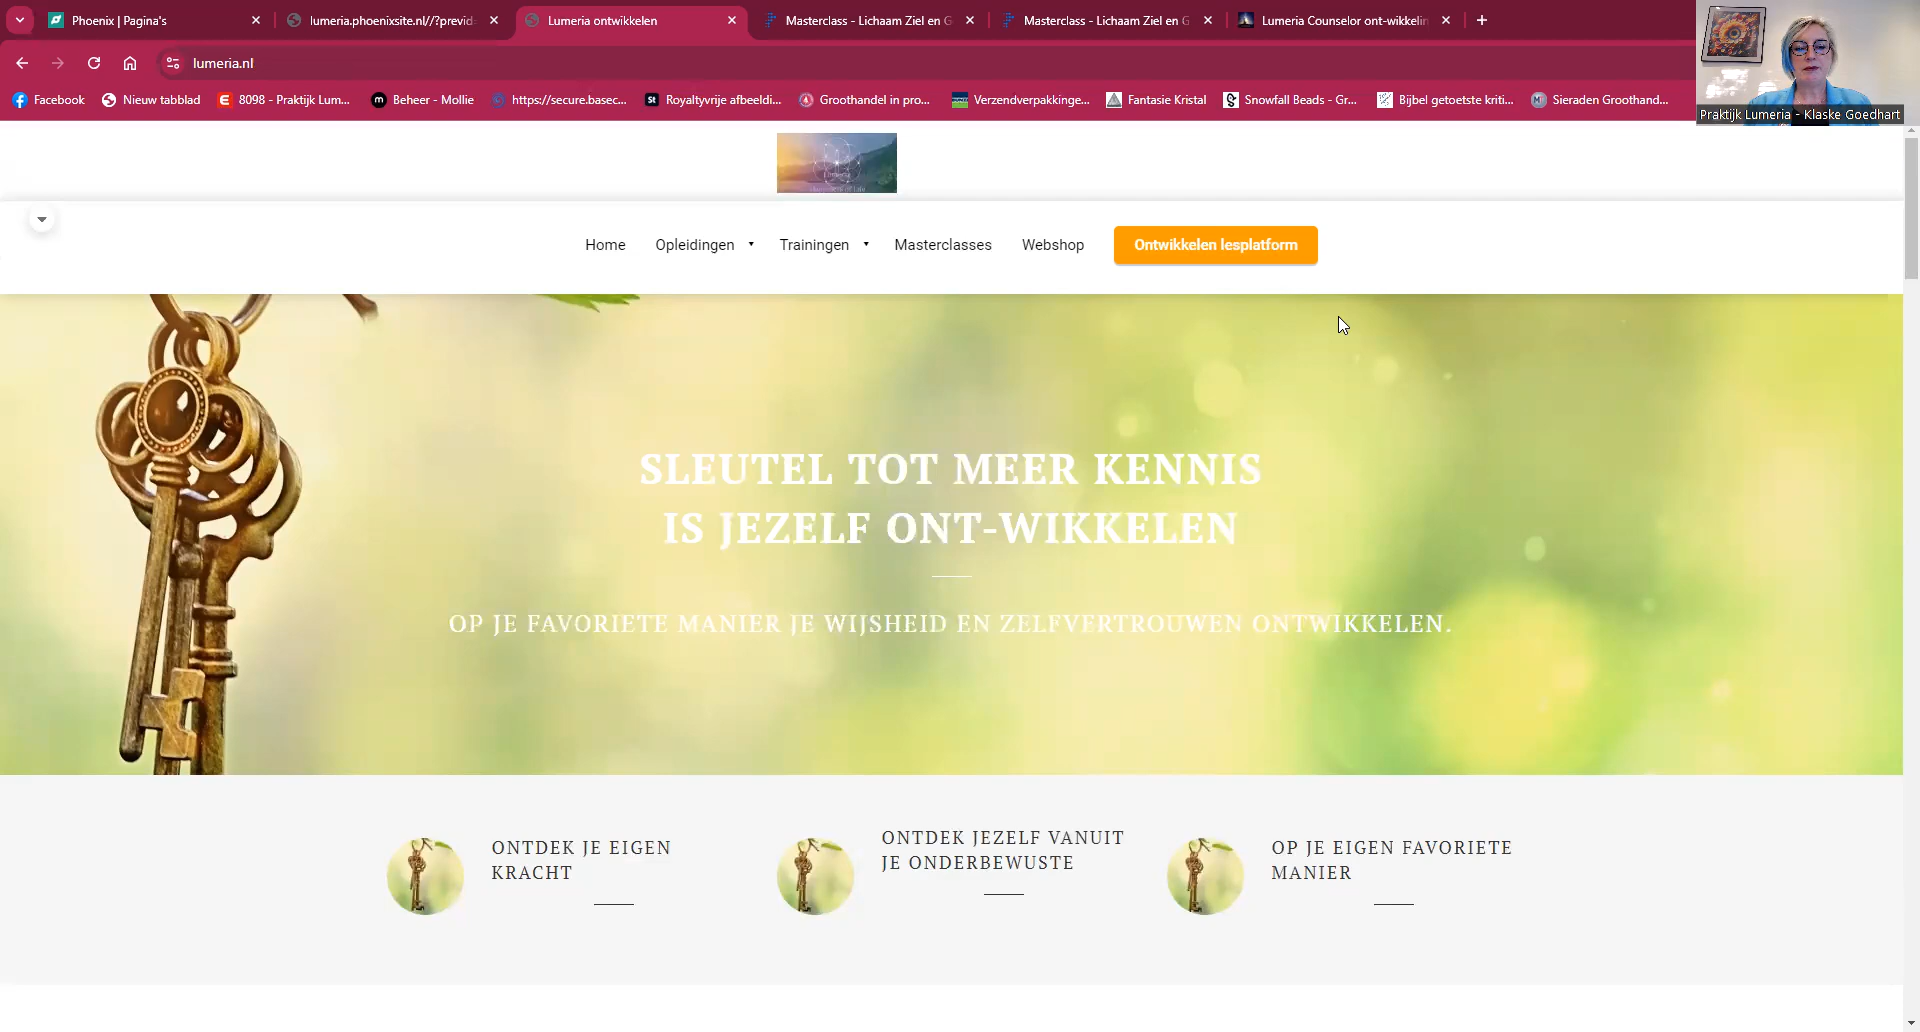 Phoenix | Pagina's
lumeria.phoenixsite.nl//?previd
Lumeria ontwikkelen
Masterclass - Lichaam Ziel en G
Masterclass - Lichaam Ziel en G
Lumeria Counselor ont-wikkelin
lumeria.nl
Facebook
Nieuw tabblad
8098 - Praktijk Lum...
Beheer - Mollie
https://secure.basec...
Royaltyvrije afbeeldi...
Groothandel in pro...
Verzendverpakkinge...
Fantasie Kristal
Snowfall Beads - Gr...
Bijbel getoetste kriti...
Sieraden Groothand...
Praktijk Lumeria - Klaske Goedhart
Lumeria
Home
Opleidingen
Trainingen
Masterclasses
Webshop
Ontwikkelen lesplatform
SLEUTEL TOT MEER KENNIS
IS JEZELF ONT-WIKKELEN
OP JE FAVORIETE MANIER JE WIJSHEID EN ZELFVERTROUWEN ONTWIKKELEN.
ONTDEK JE EIGEN
KRACHT
ONTDEK JEZELF VANUIT
JE ONDERBEWUSTE
OP JE EIGEN FAVORIETE
MANIER